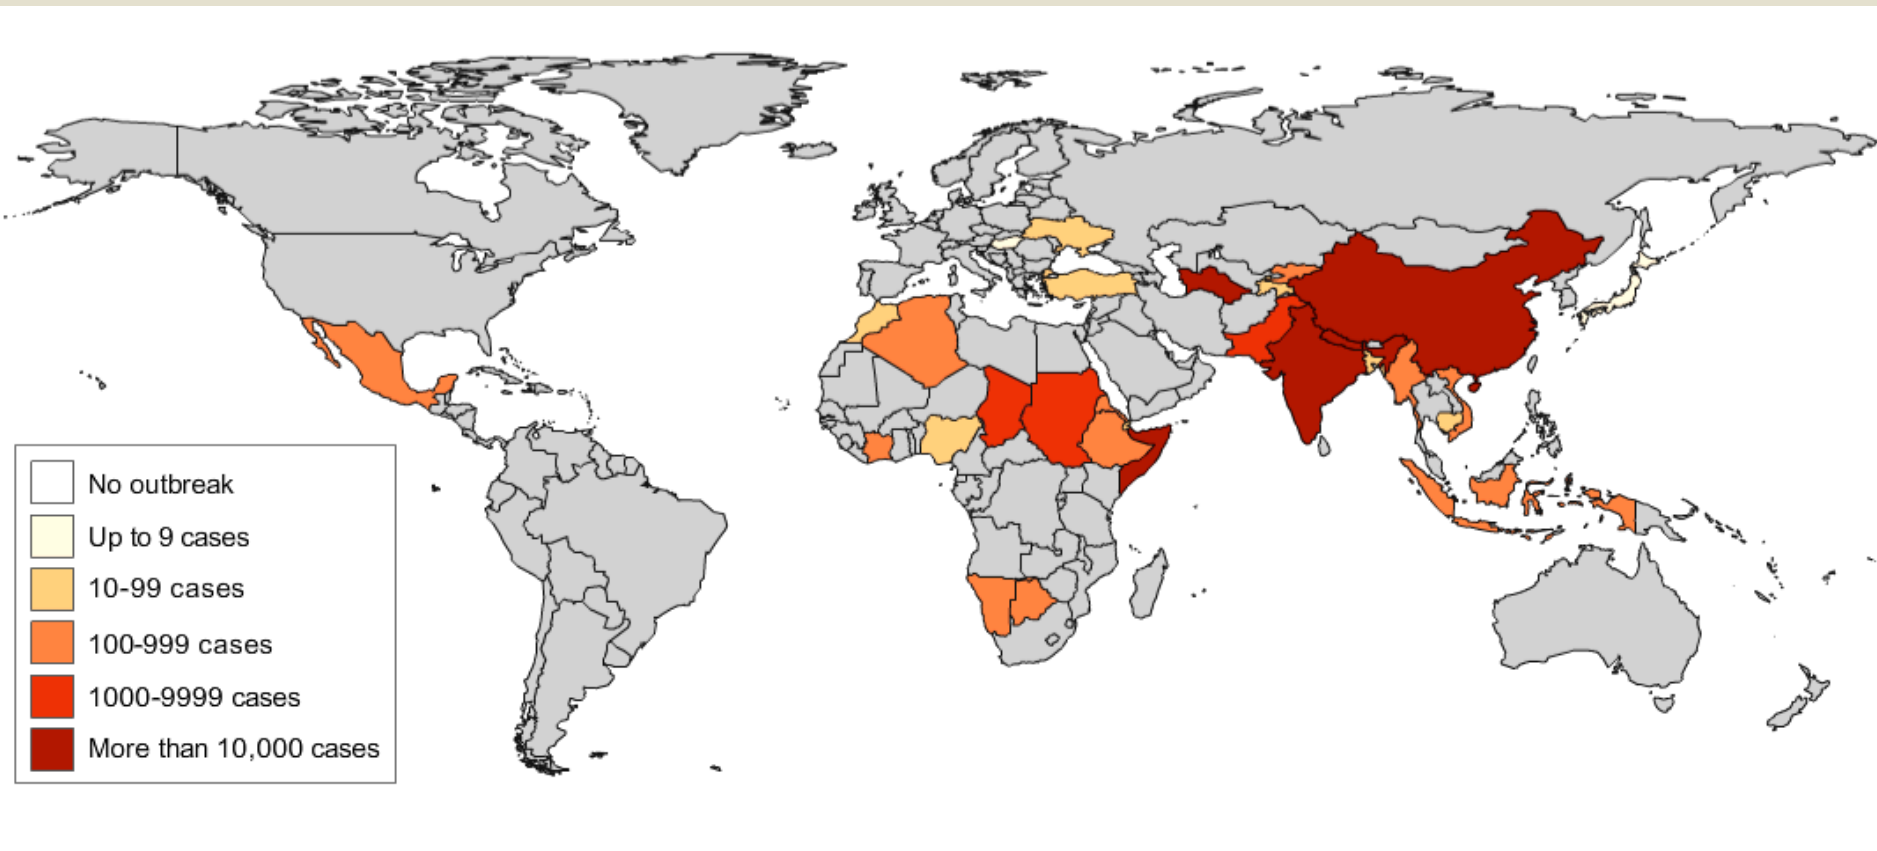 No outbreak
Up to 9 cases
10-99 cases
100-999 cases
1000-9999 cases
More than 10,000 cases